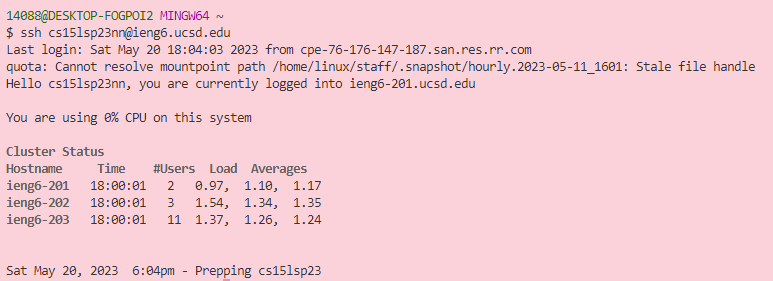 14088@DESKTOP-FOGPOI2 MINGW64 ~
$ ssh cs15lsp23nn@ieng6.ucsd.edu
Last login: Sat May 20 18:04:03 2023 from cpe-76-176-147-187.san.res.rr.com
quota: Cannot resolve mountpoint path /home/linux/staff/.snapshot/hourly.2023-05-11_1601: Stale file handle
Hello cs15lsp23nn, you are currently logged into ieng6-201.ucsd.edu
You are using 0% CPU on this system
Cluster Status
Hostname     Time    #Users  Load  Averages
ieng6-201   18:00:01   2   0.97,  1.10,  1.17
ieng6-202   18:00:01   3   1.54,  1.34,  1.35
ieng6-203   18:00:01   11  1.37,  1.26,  1.24
Sat May 20, 2023  6:04pm - Prepping cs15lsp23